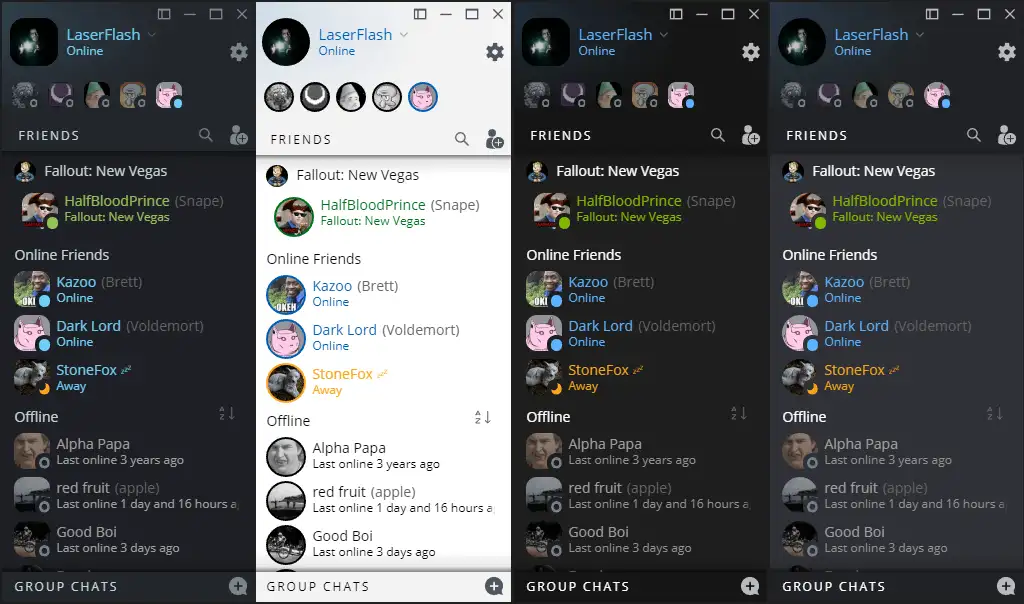 LaserFlash
Online
FRIENDS
Fallout: New Vegas
HalfBloodPrince (Snape)
Fallout: New Vegas
Online Friends
Kazoo (Brett)
Online
OKI
Dark Lord (Voldemort)
Online
StoneFox zzz
Away
Offline
A
Z
Alpha Papa
Last online 3 years ago
red fruit (apple)
Last online 1 day and 16 hours a
Good Boi
Last online 3 days ago
GROUP CHATS
LaserFlash
Online
FRIENDS
Fallout: New Vegas
HalfBloodPrince (Snape)
Fallout: New Vegas
Online Friends
Kazoo (Brett)
Online
OKEH
Dark Lord (Voldemort)
Online
StoneFox zzz
Away
Offline
A
Z
Alpha Papa
Last online 3 years ago
red fruit (apple)
Last online 1 day and 16 hours a
Good Boi
Last online 3 days ago
GROUP CHATS
LaserFlash
Online
FRIENDS
Fallout: New Vegas
HalfBloodPrince (Snape)
Fallout: New Vegas
Online Friends
Kazoo (Brett)
Online
OKI
Dark Lord (Voldemort)
Online
StoneFox zzz
Away
Offline
A
Z
Alpha Papa
Last online 3 years ago
red fruit (apple)
Last online 1 day and 16 hours a
Good Boi
Last online 3 days ago
GROUP CHATS
LaserFlash
Online
FRIENDS
Fallout: New Vegas
HalfBloodPrince (Snape)
Fallout: New Vegas
Online Friends
Kazoo (Brett)
Online
OKI
Dark Lord (Voldemort)
Online
StoneFox zzz
Away
Offline
A
Z
Alpha Papa
Last online 3 years ago
red fruit (apple)
Last online 1 day and 16 hours a
Good Boi
Last online 3 days ago
GROUP CHATS